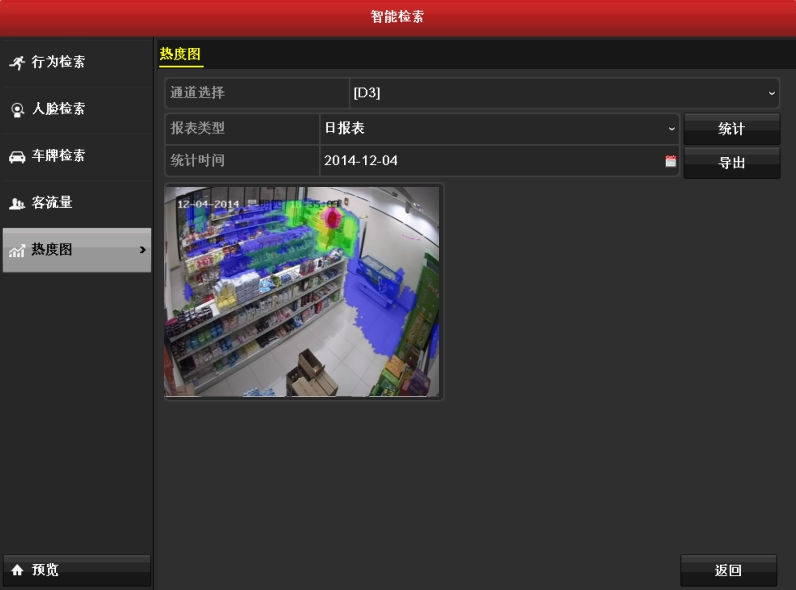 智能检索
行为检索
人脸检索
车牌检索
客流量
热度图
预览
热度图
通道选择
[D3]
报表类型
日报表
统计
统计时间
2014-12-04
导出
12-04-2014
返回